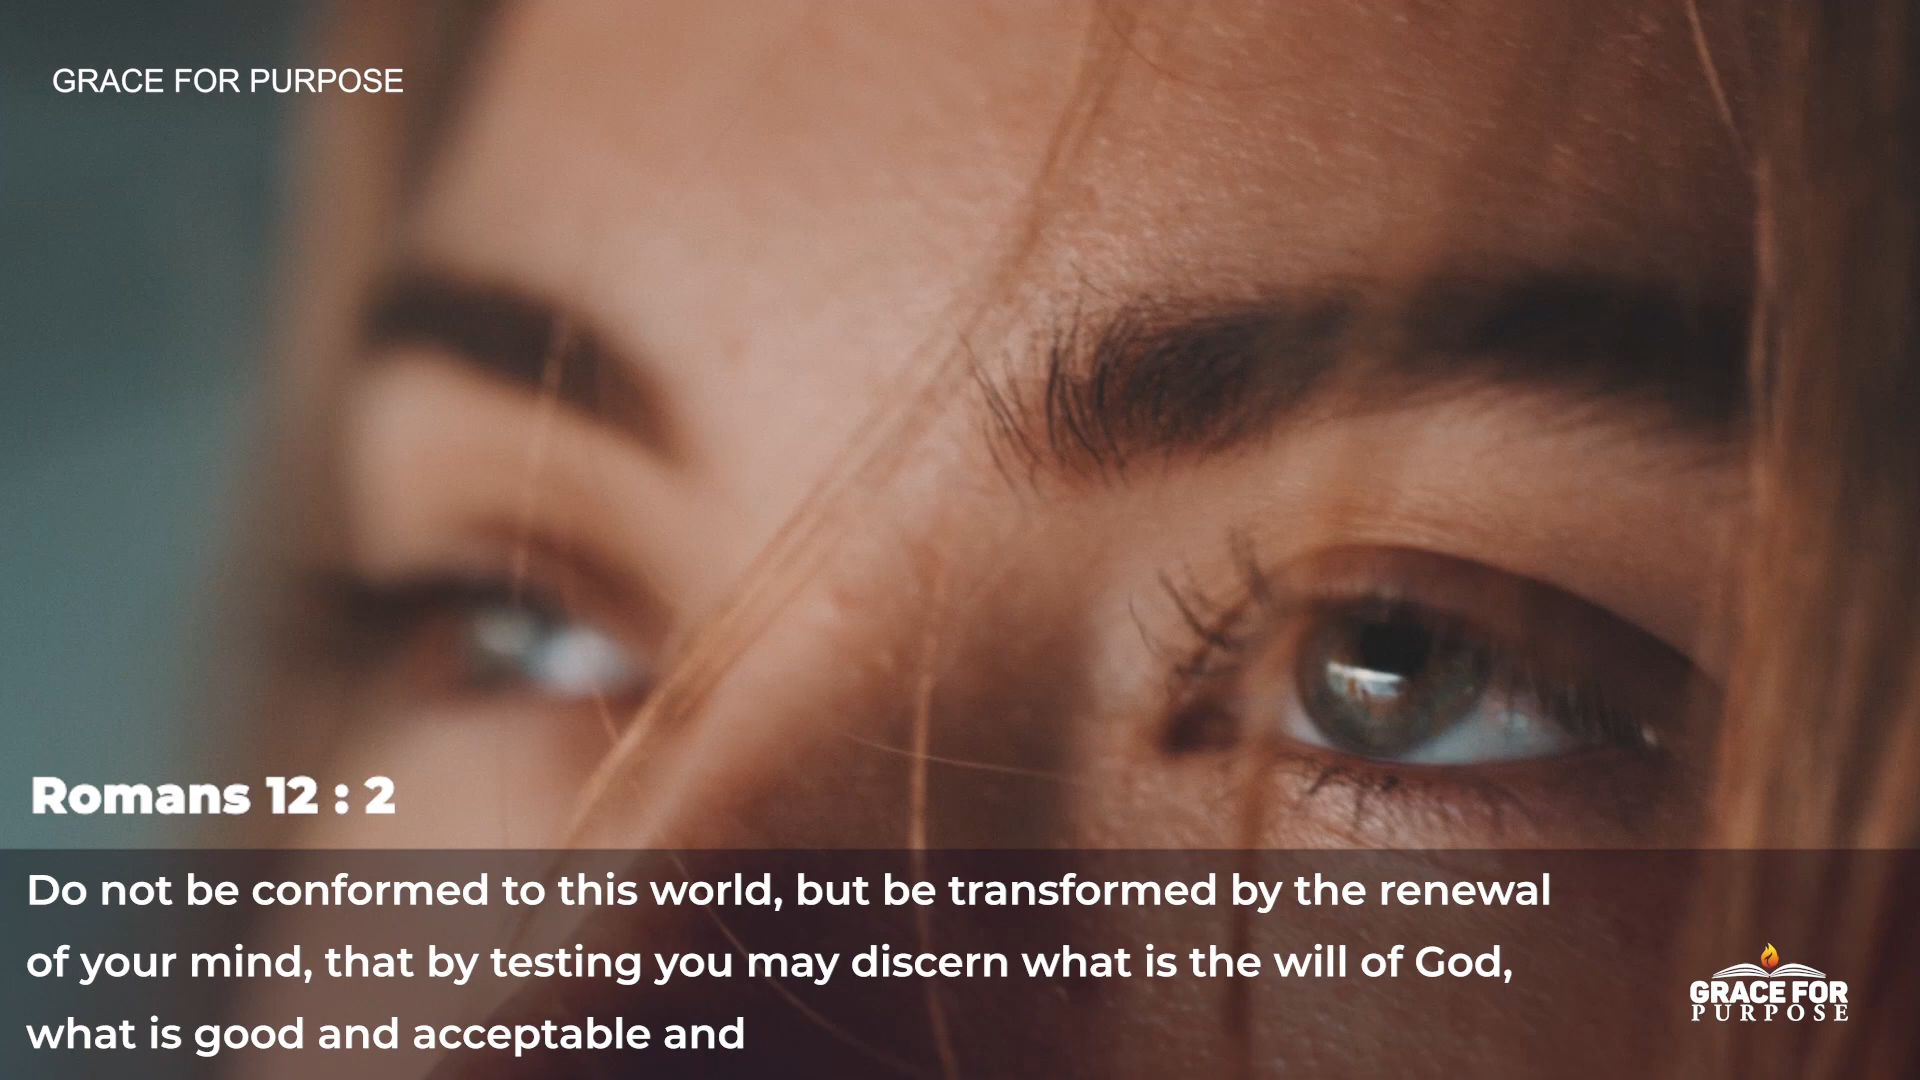 GRACE FOR PURPOSE
Romans 12 : 2
Do not be conformed to this world, but be transformed by the renewal
of your mind, that by testing you may discern what is the will of God,
what is good and acceptable and
GRACE FOR
PURPOSE